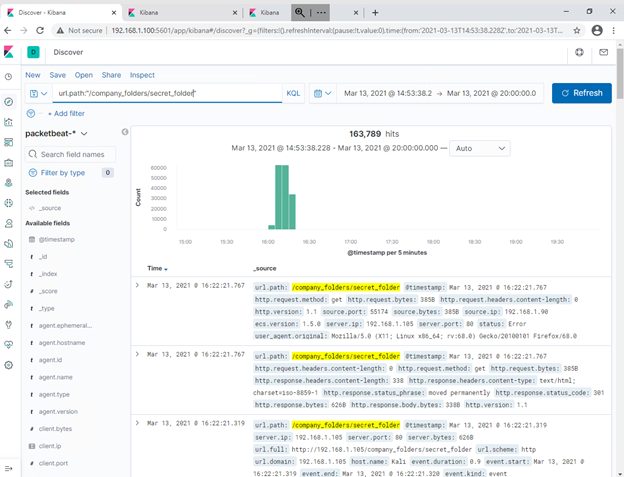 Discover - Kibana
Kibana
Kibana
Not secure | 192.168.1.100:5601/app/kibana#/discover?_g=(filters:!(),refreshInterval:(pause:!t,value:0),time:(from:'2021-03-13T14:53:38.228Z',to:'2021-03-13T...
D Discover
New Save Open Share Inspect
url.path:"/company_folders/secret_folder" KQL Mar 13, 2021 @ 14:53:38.2 → Mar 13, 2021 @ 20:00:00.0 Refresh
+ Add filter
packetbeat-*
Search field names
Filter by type 0
Selected fields
_source
Available fields
@timestamp
t _id
t _index
# _score
t _type
t agent.ephemeral...
t agent.hostname
t agent.id
t agent.name
t agent.type
t agent.version
# client.bytes
client.ip
# client.port
163,789 hits
Mar 13, 2021 @ 14:53:38.228 - Mar 13, 2021 @ 20:00:00.000 — Auto
Count
60000
50000
40000
30000
20000
10000
0
15:00 15:30 16:00 16:30 17:00 17:30 18:00 18:30 19:00 19:30
@timestamp per 5 minutes
Time _source
Mar 13, 2021 @ 16:22:21.767
url.path: /company_folders/secret_folder @timestamp: Mar 13, 2021 @ 16:22:21.767
http.request.method: get http.request.bytes: 385B http.request.headers.content-length: 0
http.version: 1.1 source.port: 55174 source.bytes: 385B source.ip: 192.168.1.90
ecs.version: 1.5.0 server.ip: 192.168.1.105 server.port: 80 status: Error
user_agent.original: Mozilla/5.0 (X11; Linux x86_64; rv:68.0) Gecko/20100101 Firefox/68.0
Mar 13, 2021 @ 16:22:21.767
url.path: /company_folders/secret_folder @timestamp: Mar 13, 2021 @ 16:22:21.767
http.request.headers.content-length: 0 http.request.method: get http.request.bytes: 385B
http.response.headers.content-length: 338 http.response.headers.content-type: text/html;
charset=iso-8859-1 http.response.status_phrase: moved permanently http.response.status_code: 301
http.response.bytes: 626B http.response.body.bytes: 338B http.version: 1.1
Mar 13, 2021 @ 16:22:21.319
url.path: /company_folders/secret_folder @timestamp: Mar 13, 2021 @ 16:22:21.319
server.ip: 192.168.1.105 server.port: 80 server.bytes: 626B
url.full: http://192.168.1.105/company_folders/secret_folder url.scheme: http
url.domain: 192.168.1.105 host.name: Kali event.duration: 0.9 event.start: Mar 13, 2021 @
16:22:21.319 event.end: Mar 13, 2021 @ 16:22:21.320 event.kind: event